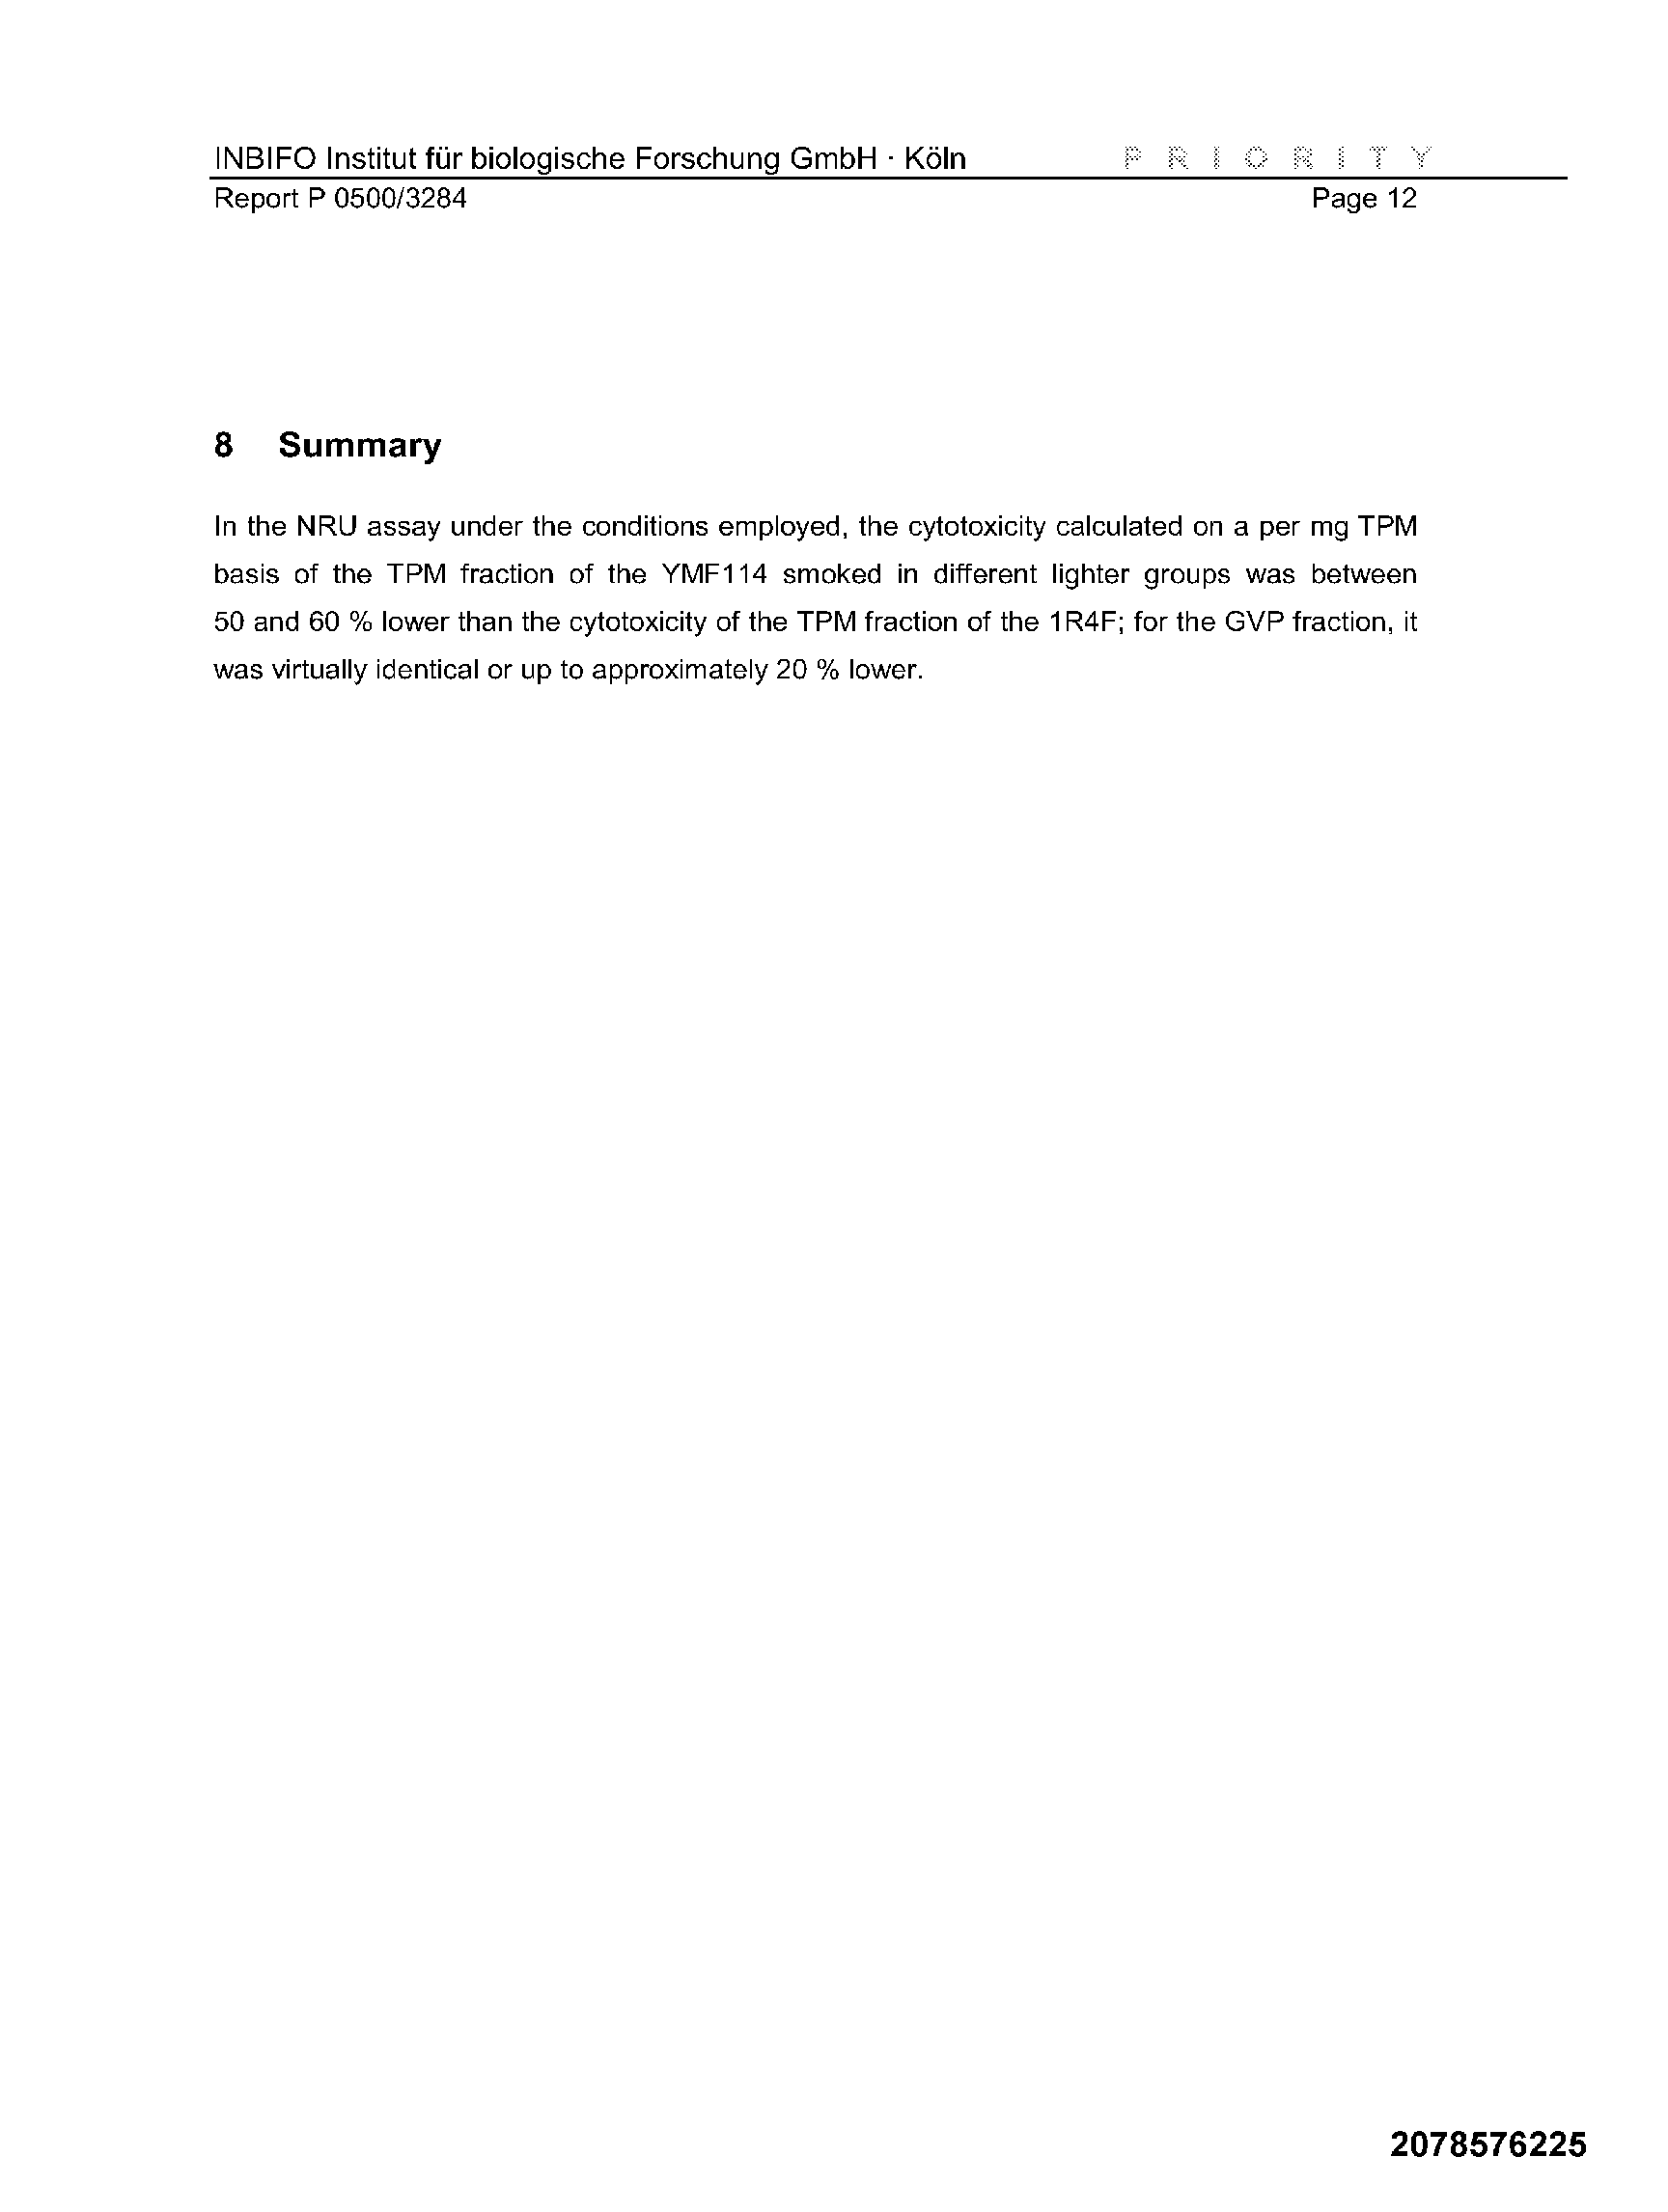 INBIFO Institut für biologische Forschung GmbH · Köln P R I O R I T Y
Report P 0500/3284 Page 12
8 Summary
In the NRU assay under the conditions employed, the cytotoxicity calculated on a per mg TPM
basis of the TPM fraction of the YMF114 smoked in different lighter groups was between
50 and 60 % lower than the cytotoxicity of the TPM fraction of the 1R4F; for the GVP fraction, it
was virtually identical or up to approximately 20 % lower.
2078576225